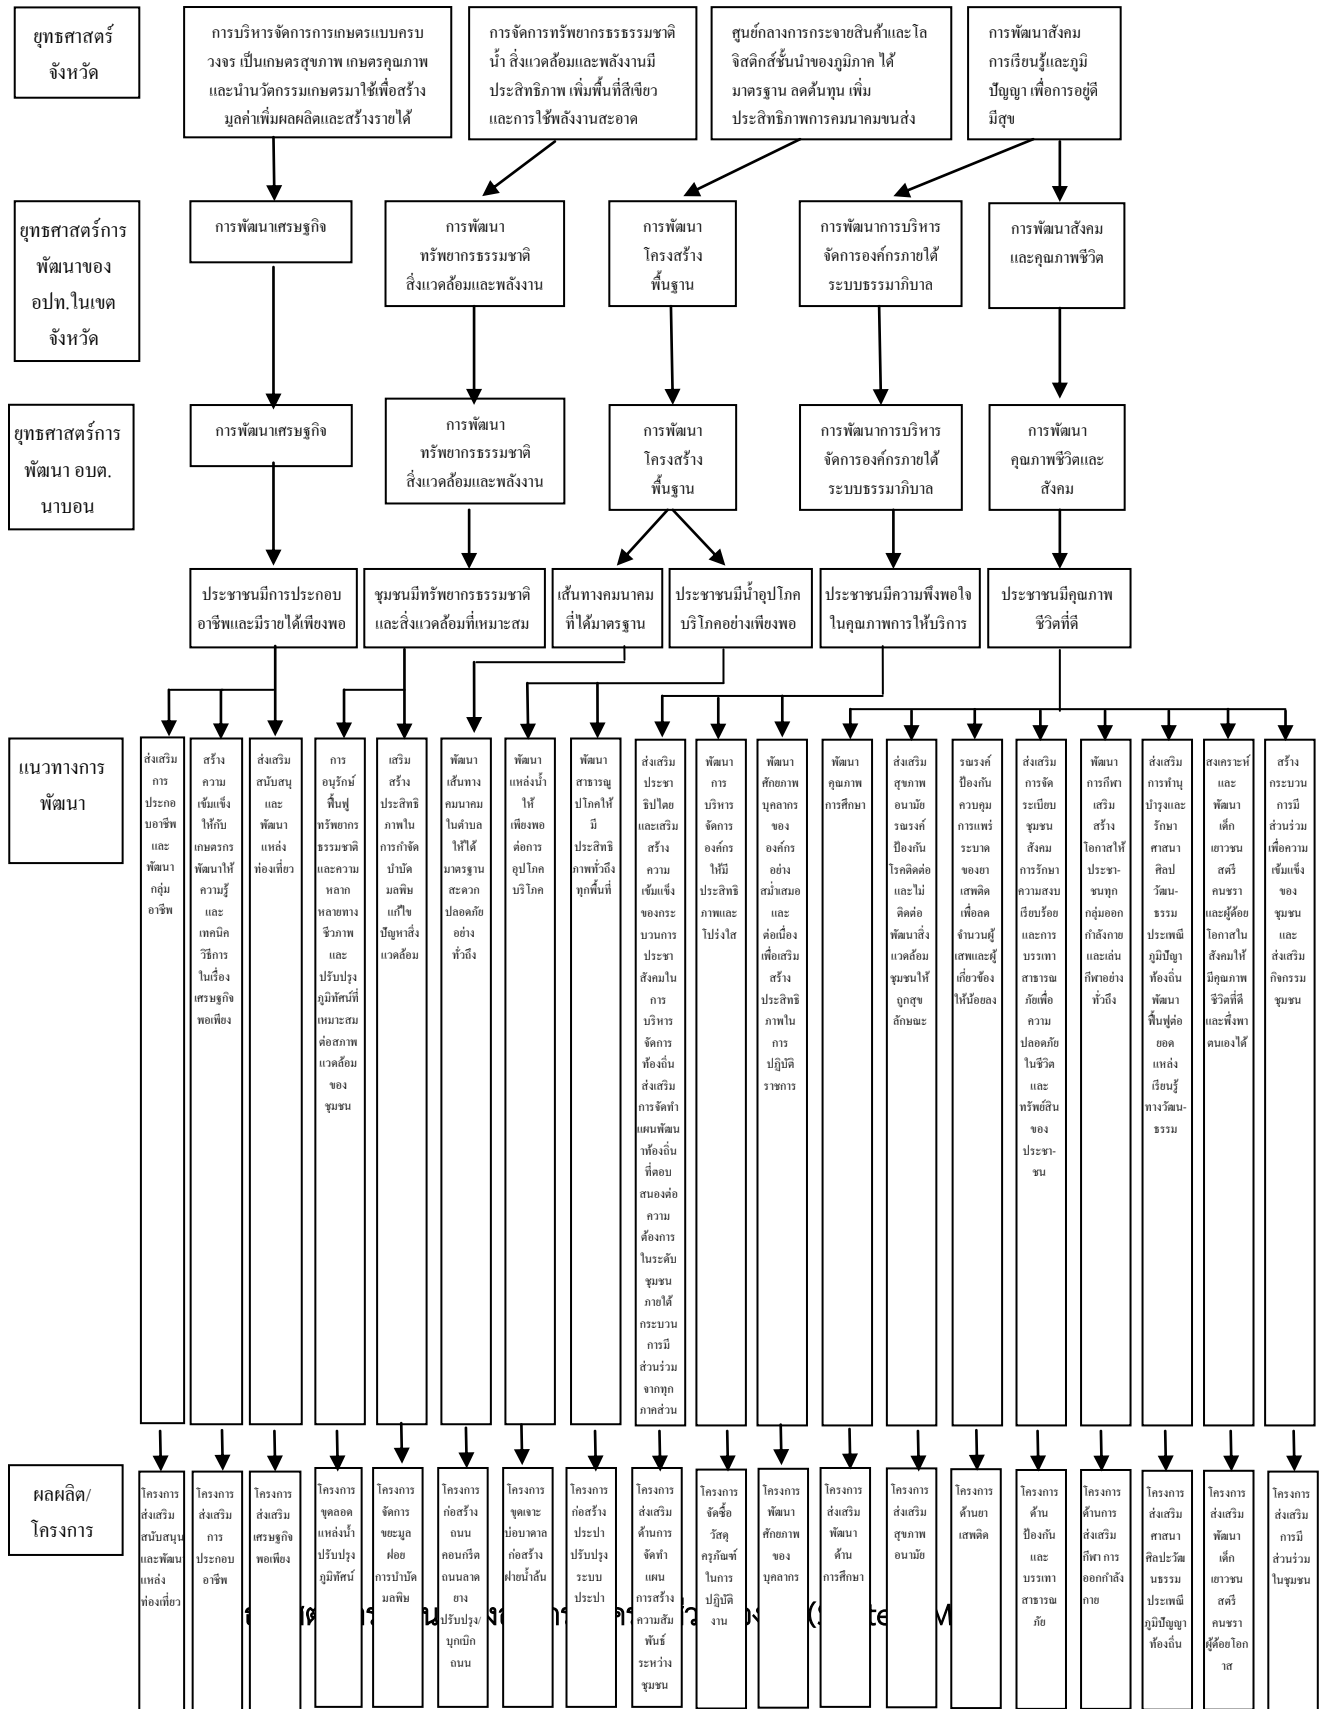 ยุทธศาสตร์
จังหวัด
การบริหารจัดการการเกษตรแบบครบ
วงจร เป็นเกษตรสุขภาพ เกษตรคุณภาพ
และนำนวัตกรรมเกษตรมาใช้เพื่อสร้าง
มูลค่าเพิ่มผลผลิตและสร้างรายได้
การจัดการทรัพยากรธรรมชาติ
น้ำ สิ่งแวดล้อมและพลังงานมี
ประสิทธิภาพ เพิ่มพื้นที่สีเขียว
และการใช้พลังงานสะอาด
ศูนย์กลางการกระจายสินค้าและโล
จิสติกส์ชั้นนำของภูมิภาค ได้
มาตรฐาน ลดต้นทุน เพิ่ม
ประสิทธิภาพการคมนาคมขนส่ง
การพัฒนาสังคม
การเรียนรู้และภูมิ
ปัญญา เพื่อการอยู่ดี
มีสุข
ยุทธศาสตร์การ
พัฒนาของ
อปท.ในเขต
จังหวัด
การพัฒนาเศรษฐกิจ
การพัฒนา
ทรัพยากรธรรมชาติ
สิ่งแวดล้อมและพลังงาน
การพัฒนา
โครงสร้าง
พื้นฐาน
การพัฒนาการบริหาร
จัดการองค์กรภายใต้
ระบบธรรมาภิบาล
การพัฒนาสังคม
และคุณภาพชีวิต
ยุทธศาสตร์การ
พัฒนา อบต.
นาบอน
การพัฒนาเศรษฐกิจ
การพัฒนา
ทรัพยากรธรรมชาติ
สิ่งแวดล้อมและพลังงาน
การพัฒนา
โครงสร้าง
พื้นฐาน
การพัฒนาการบริหาร
จัดการองค์กรภายใต้
ระบบธรรมาภิบาล
การพัฒนา
คุณภาพชีวิตและ
สังคม
ประชาชนมีการประกอบ
อาชีพและมีรายได้เพียงพอ
ชุมชนมีทรัพยากรธรรมชาติ
และสิ่งแวดล้อมที่เหมาะสม
เส้นทางคมนาคม
ที่ได้มาตรฐาน
ประชาชนมีน้ำอุปโภค
บริโภคอย่างเพียงพอ
ประชาชนมีความพึงพอใจ
ในคุณภาพการให้บริการ
ประชาชนมีคุณภาพ
ชีวิตที่ดี
แนวทางการ
พัฒนา
ส่งเสริม
การ
ประกอ
บอาชีพ
และ
พัฒนา
กลุ่ม
อาชีพ
สร้าง
ความ
เข้มแข็ง
ให้กับ
เกษตรกร
พัฒนาให้
ความรู้
และ
เทคนิค
วิธีการ
ในเรื่อง
เศรษฐกิจ
พอเพียง
ส่งเสริม
สนับสนุ
และ
พัฒนา
แหล่ง
ท่องเที่ยว
การ
อนุรักษ์
ฟื้นฟู
ทรัพยากร
ธรรมชาติ
และความ
หลาก
หลายทาง
ชีวภาพ
และ
ปรับปรุง
ภูมิทัศน์ที่
เหมาะสม
ต่อสภาพ
แวดล้อม
ของ
ชุมชน
เสริม
สร้าง
ประสิทธิ
ภาพใน
การกำจัด
บำบัด
มลพิษ
แก้ไข
ปัญหาสิ่ง
แวดล้อม
พัฒนา
เส้นทาง
คมนาคม
ในตำบล
ให้ได้
มาตรฐาน
สะดวก
ปลอดภัย
อย่าง
ทั่วถึง
พัฒนา
แหล่งน้ำ
ให้
เพียงพอ
ต่อการ
อุปโภค
บริโภค
พัฒนา
สาธารณู
ปโภคให้
มี
ประสิทธิ
ภาพทั่วถึง
ทุกพื้นที่
ส่งเสริม
ประชา
ธิปไตย
และเสริม
สร้าง
ความ
เข้มแข็ง
ของกระ
บวนการ
ประชา
สังคมใน
การ
บริหาร
จัดการ
ท้องถิ่น
ส่งเสริม
การจัดทำ
แผนพัฒน
าท้องถิ่น
ที่ตอบ
สนองต่อ
ความ
ต้องการ
ในระดับ
ชุมชน
ภายใต้
กระบวน
การมี
ส่วนร่วม
จากทุก
ภาคส่วน
พัฒนา
การ
บริหาร
จัดการ
องค์กร
ให้มี
ประสิทธิ
ภาพและ
โปร่งใส
พัฒนา
ศักยภาพ
บุคลากร
ของ
องค์กร
อย่าง
สม่ำเสมอ
และ
ต่อเนื่อง
เพื่อเสริม
สร้าง
ประสิทธิ
ภาพใน
การ
ปฏิบัติ
ราชการ
พัฒนา
คุณภาพ
การศึกษา
ส่งเสริม
สุขภาพ
อนามัย
รณรงค์
ป้องกัน
โรคติดต่อ
และไม่
ติดต่อ
พัฒนาสิ่ง
แวดล้อม
ชุมชนให้
ถูกสุข
ลักษณะ
รณรงค์
ป้องกัน
ควบคุม
การแพร่
ระบาด
ของยา
เสพติด
เพื่อลด
จำนวนผู้
เสพและผู้
เกี่ยวข้อง
ให้น้อยลง
ส่งเสริม
การจัด
ระเบียบ
ชุมชน
สังคม
การรักษา
ความสงบ
เรียบร้อย
และการ
บรรเทา
สาธารณ
ภัยเพื่อ
ความ
ปลอดภัย
ในชีวิต
และ
ทรัพย์สิน
ของ
ประชา-
ชน
พัฒนา
การกีฬา
เสริม
สร้าง
โอกาสให้
ประชา-
ชนทุก
กลุ่มออก
กำลังกาย
และเล่น
กีฬาอย่าง
ทั่วถึง
ส่งเสริม
การทำนุ
บำรุงและ
รักษา
ศาสนา
ศิลป
วัฒน-
ธรรม
ประเพณี
ภูมิปัญา
ท้องถิ่น
พัฒนา
ฟื้นฟูต่อ
ยอด
แหล่ง
เรียนรู้
ทางวัฒน-
ธรรม
สงเคราะห์
และ
พัฒนา
เด็ก
เยาวชน
สตรี
คนชรา
และผู้ด้อย
โอกาสใน
สังคมให้
มีคุณภาพ
ชีวิตที่ดี
และพึ่งพา
ตนเองได้
สร้าง
กระบวน
การมี
ส่วนร่วม
เพื่อความ
เข้มแข็ง
ของ
ชุมชน
และ
ส่งเสริม
กิจกรรม
ชุมชน
ผลผลิต/
โครงการ
โครงการ
ส่งเสริม
สนับสนุน
และพัฒนา
แหล่ง
ท่องเที่ยว
โครงการ
ส่งเสริม
การ
ประกอบ
อาชีพ
โครงการ
ส่งเสริม
เศรษฐกิจ
พอเพียง
โครงการ
ขุดลอด
แหล่งน้ำ
ปรับปรุง
ภูมิทัศน์
โครงการ
จัดการ
ขยะมูล
ฝอย
การบำบัด
มลพิษ
โครงการ
ก่อสร้าง
ถนน
คอนกรีต
ถนนลาด
ยาง
ปรับปรุง/
บุกเบิก
ถนน
โครงการ
ขุดเจาะ
บ่อบาดาล
ก่อสร้าง
ฝายน้ำล้น
โครงการ
ก่อสร้าง
ประปา
ปรับปรุง
ระบบ
ประปา
โครงการ
ส่งเสริม
ด้านการ
จัดทำ
แผน
การสร้าง
ความสัม
พันธ์
ระหว่าง
ชุมชน
โครงการ
จัดซื้อ
วัสดุ
ครุภัณฑ์
ในการ
ปฏิบัติ
งาน
โครงการ
พัฒนา
ศักยภาพ
ของ
บุคลากร
โครงการ
ส่งเสริม
พัฒนา
ด้าน
การศึกษา
โครงการ
ส่งเสริม
สุขภาพ
อนามัย
โครงการ
ด้านยา
เสพติด
โครงการ
ด้าน
ป้องกัน
และ
บรรเทา
สาธารณ
ภัย
โครงการ
ด้านการ
ส่งเสริม
กีฬา การ
ออกกำลัง
กาย
โครงการ
ส่งเสริม
ศาสนา
ศิลปะวัฒ
นธรรม
ประเพณี
ภูมิปัญญา
ท้องถิ่น
โครงการ
ส่งเสริม
พัฒนา
เด็ก
เยาวชน
สตรี
คนชรา
ผู้ด้อยโอก
าส
โครงการ
ส่งเสริม
การมี
ส่วนร่วม
ในชุมชน